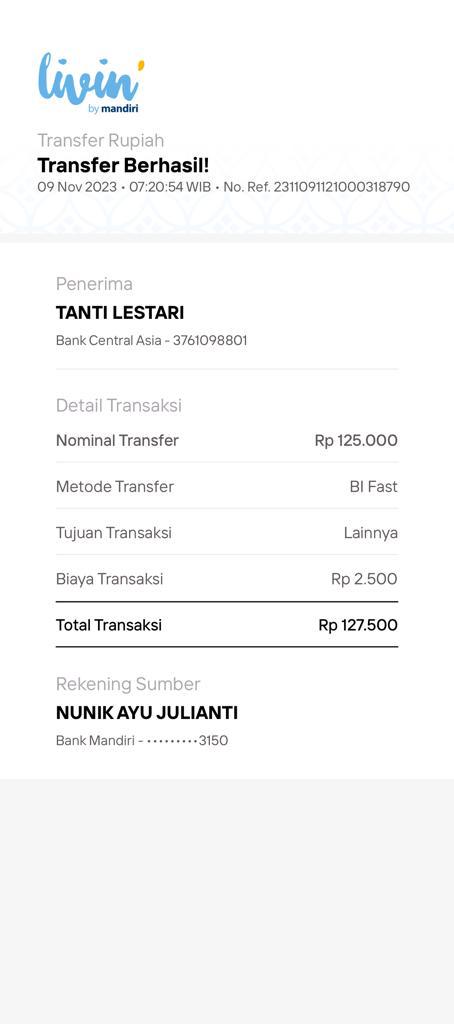 livin'
by mandiri
Transfer Rupiah
Transfer Berhasil!
09 Nov 2023 • 07:20:54 WIB • No. Ref. 2311091121000318790
Penerima
TANTI LESTARI
Bank Central Asia - 3761098801
Detail Transaksi
Nominal Transfer Rp 125.000
Metode Transfer BI Fast
Tujuan Transaksi Lainnya
Biaya Transaksi Rp 2.500
Total Transaksi Rp 127.500
Rekening Sumber
NUNIK AYU JULIANTI
Bank Mandiri - •••••••••3150